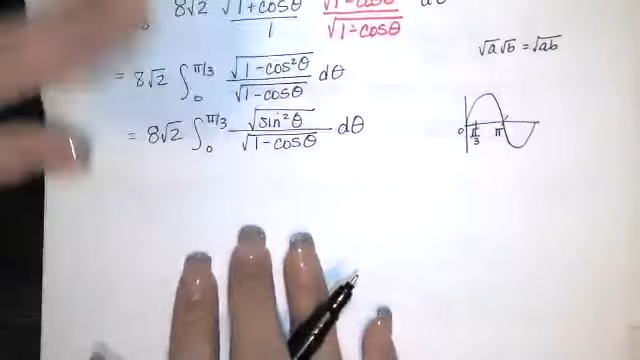 8√2 √(1+cosθ)/1 √(1-cosθ)/√(1-cosθ) dθ
√a√b = √ab
= 8√2 ∫₀^π/3 √(1-cos²θ)/√(1-cosθ) dθ
= 8√2 ∫₀^π/3 √(sin²θ)/√(1-cosθ) dθ
0 π/3 π